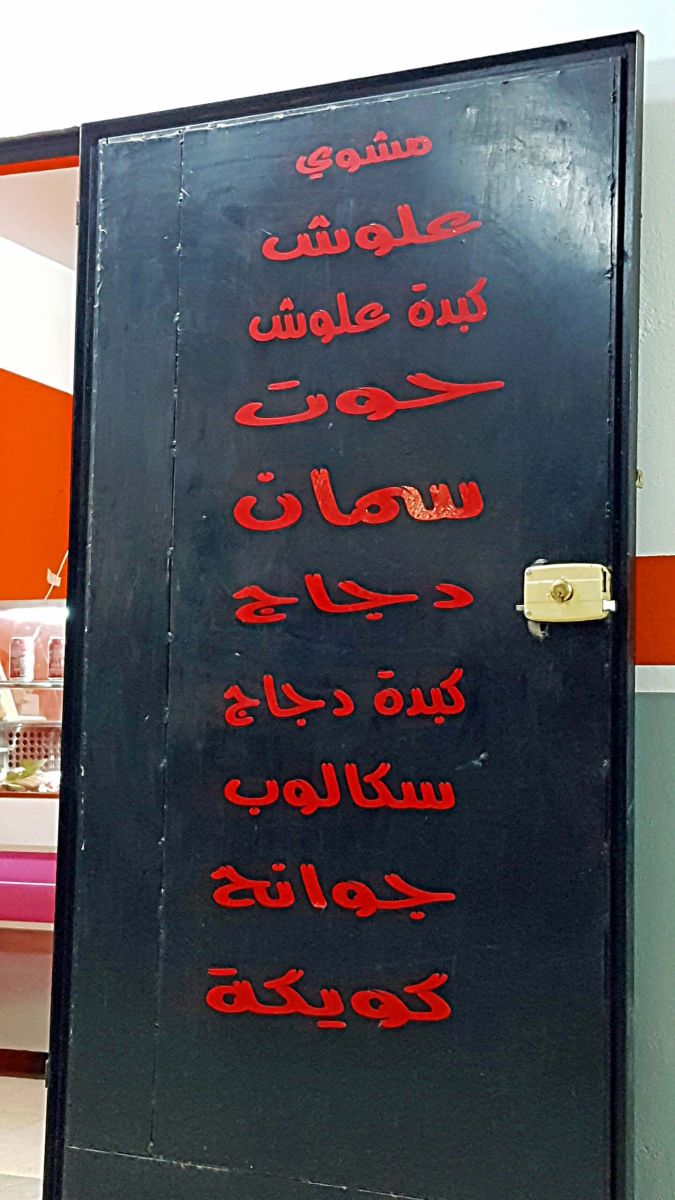 مشوي
علوش
كبدة علوش
حوت
سمان
دجاج
كبدة دجاج
سكالوب
جوانح
كويكة